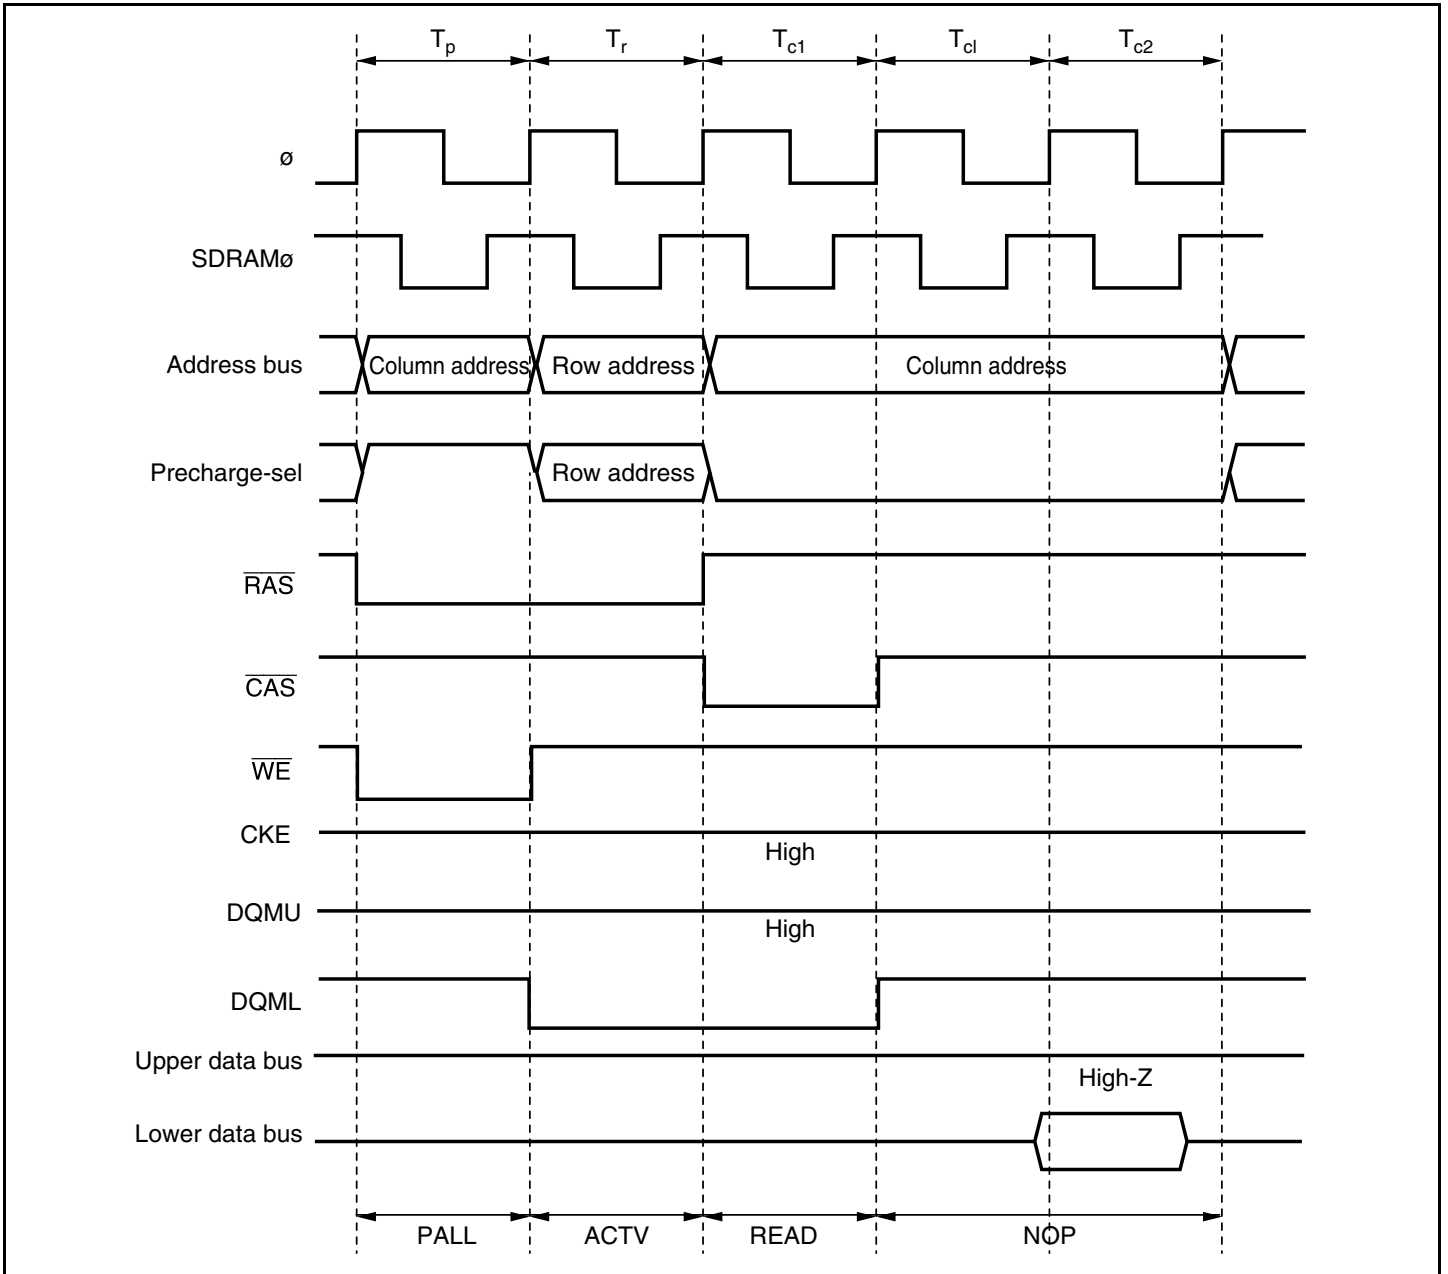 Tp Tr Tc1 Tcl Tc2
ø
SDRAMø
Address bus Column address Row address Column address
Precharge-sel Row address
RAS
CAS
WE
CKE
High
DQMU
High
DQML
Upper data bus
High-Z
Lower data bus
PALL ACTV READ NOP